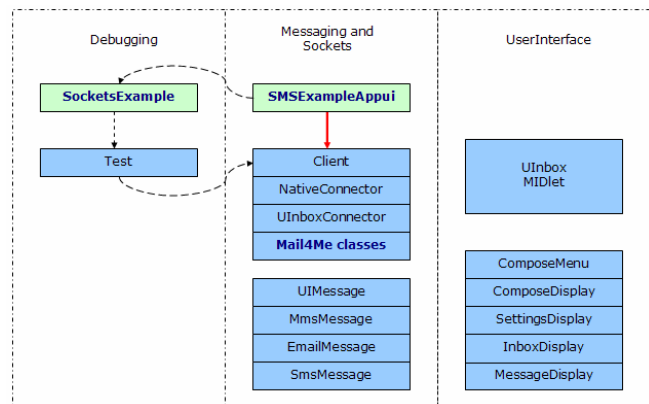 Debugging
SocketsExample
Test
Messaging and
Sockets
SMSExampleAppui
Client
NativeConnector
UInboxConnector
Mail4Me classes
UIMessage
MmsMessage
EmailMessage
SmsMessage
UserInterface
UInbox
MIDlet
ComposeMenu
ComposeDisplay
SettingsDisplay
InboxDisplay
MessageDisplay